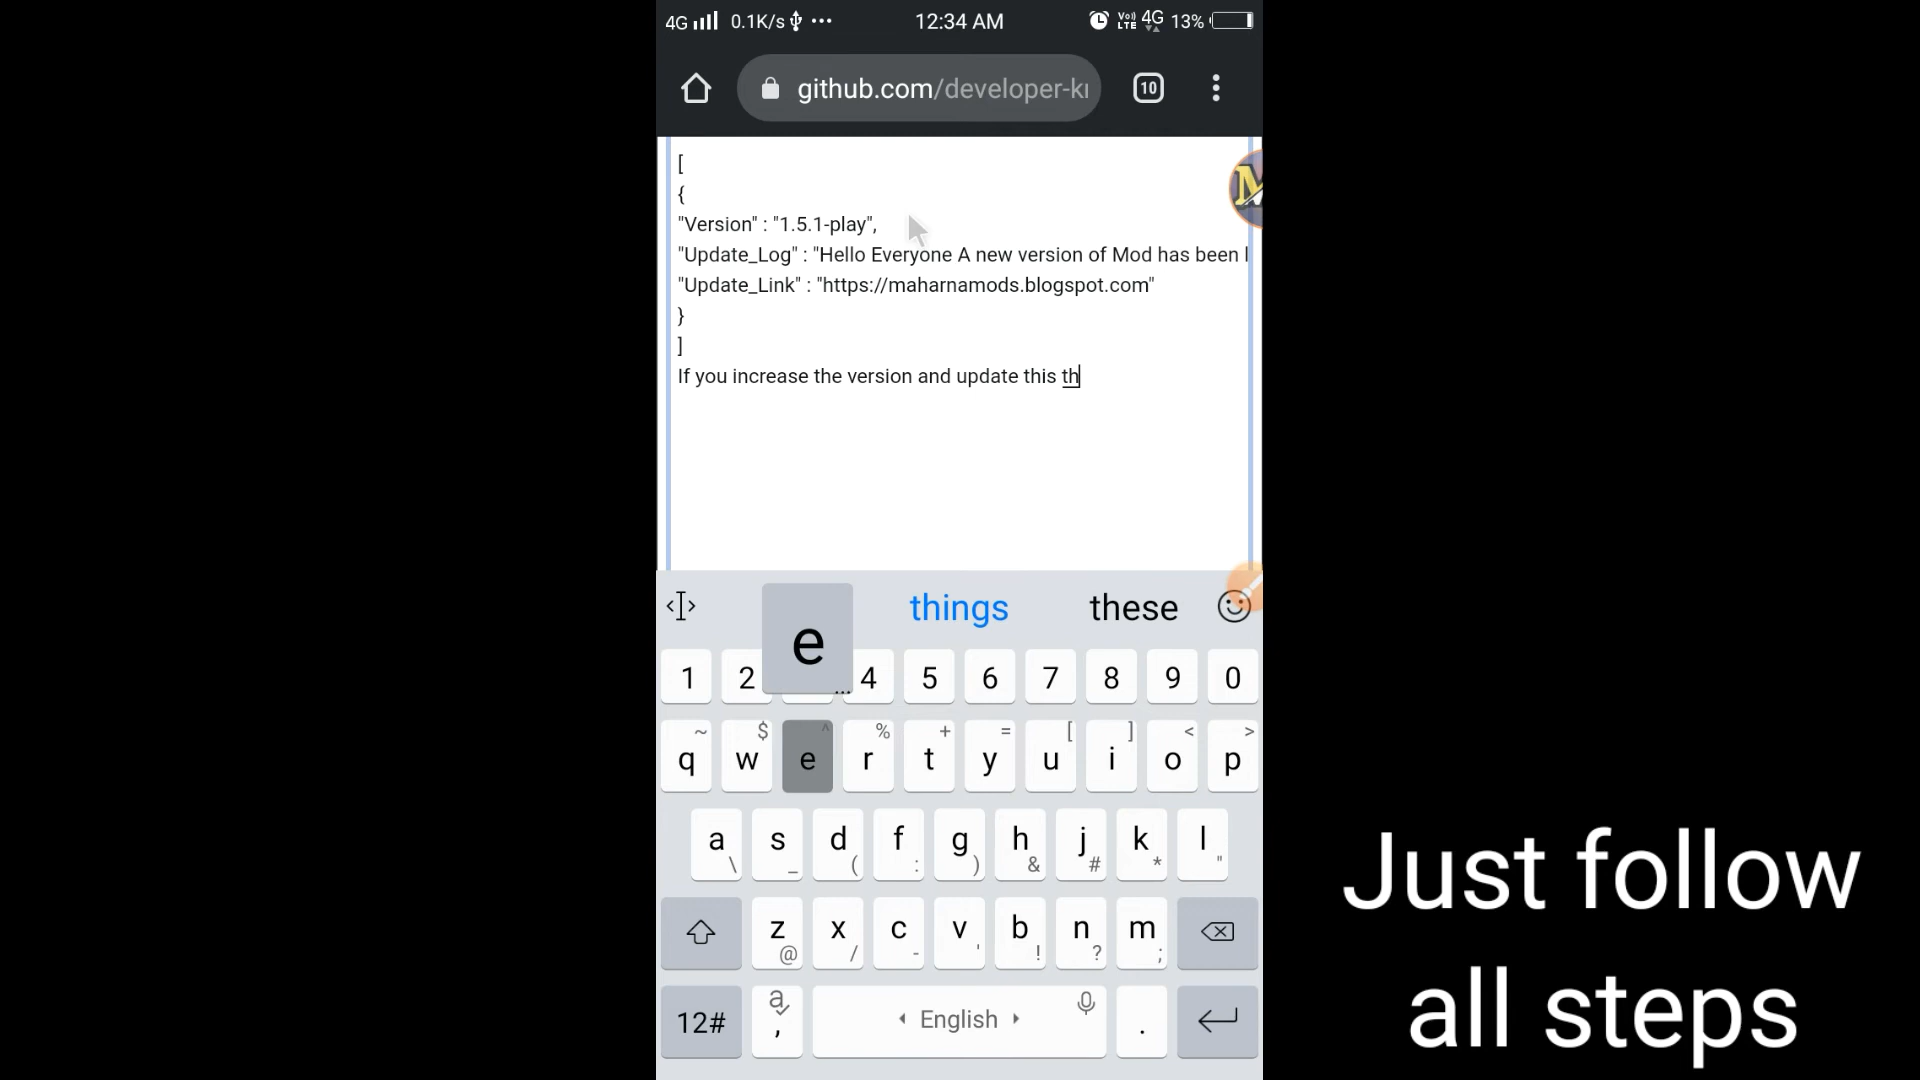 4G 0.1K/s ... 12:34 AM VoLTE 4G 13%
github.com/developer-kr 10
[
{
"Version" : "1.5.1-play",
"Update_Log" : "Hello Everyone A new version of Mod has been l
"Update_Link" : "https://maharnamods.blogspot.com"
}
]
If you increase the version and update this th
e things these
1 2 4 5 6 7 8 9 0
~ $ ^ % + = [ ] < >
q w e r t y u i o p
a s d f g h j k l
\ _ ( : ) & # * "
z x c v b n m
@ / - ' ! ? ;
12# a , English .
Just follow
all steps